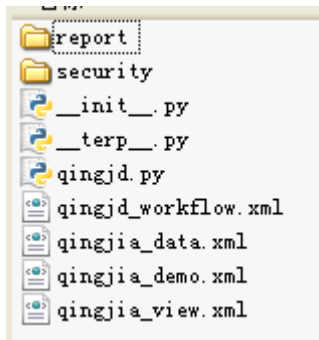 report
security
__init__.py
__terp__.py
qingjd.py
qingjd_workflow.xml
qingjia_data.xml
qingjia_demo.xml
qingjia_view.xml